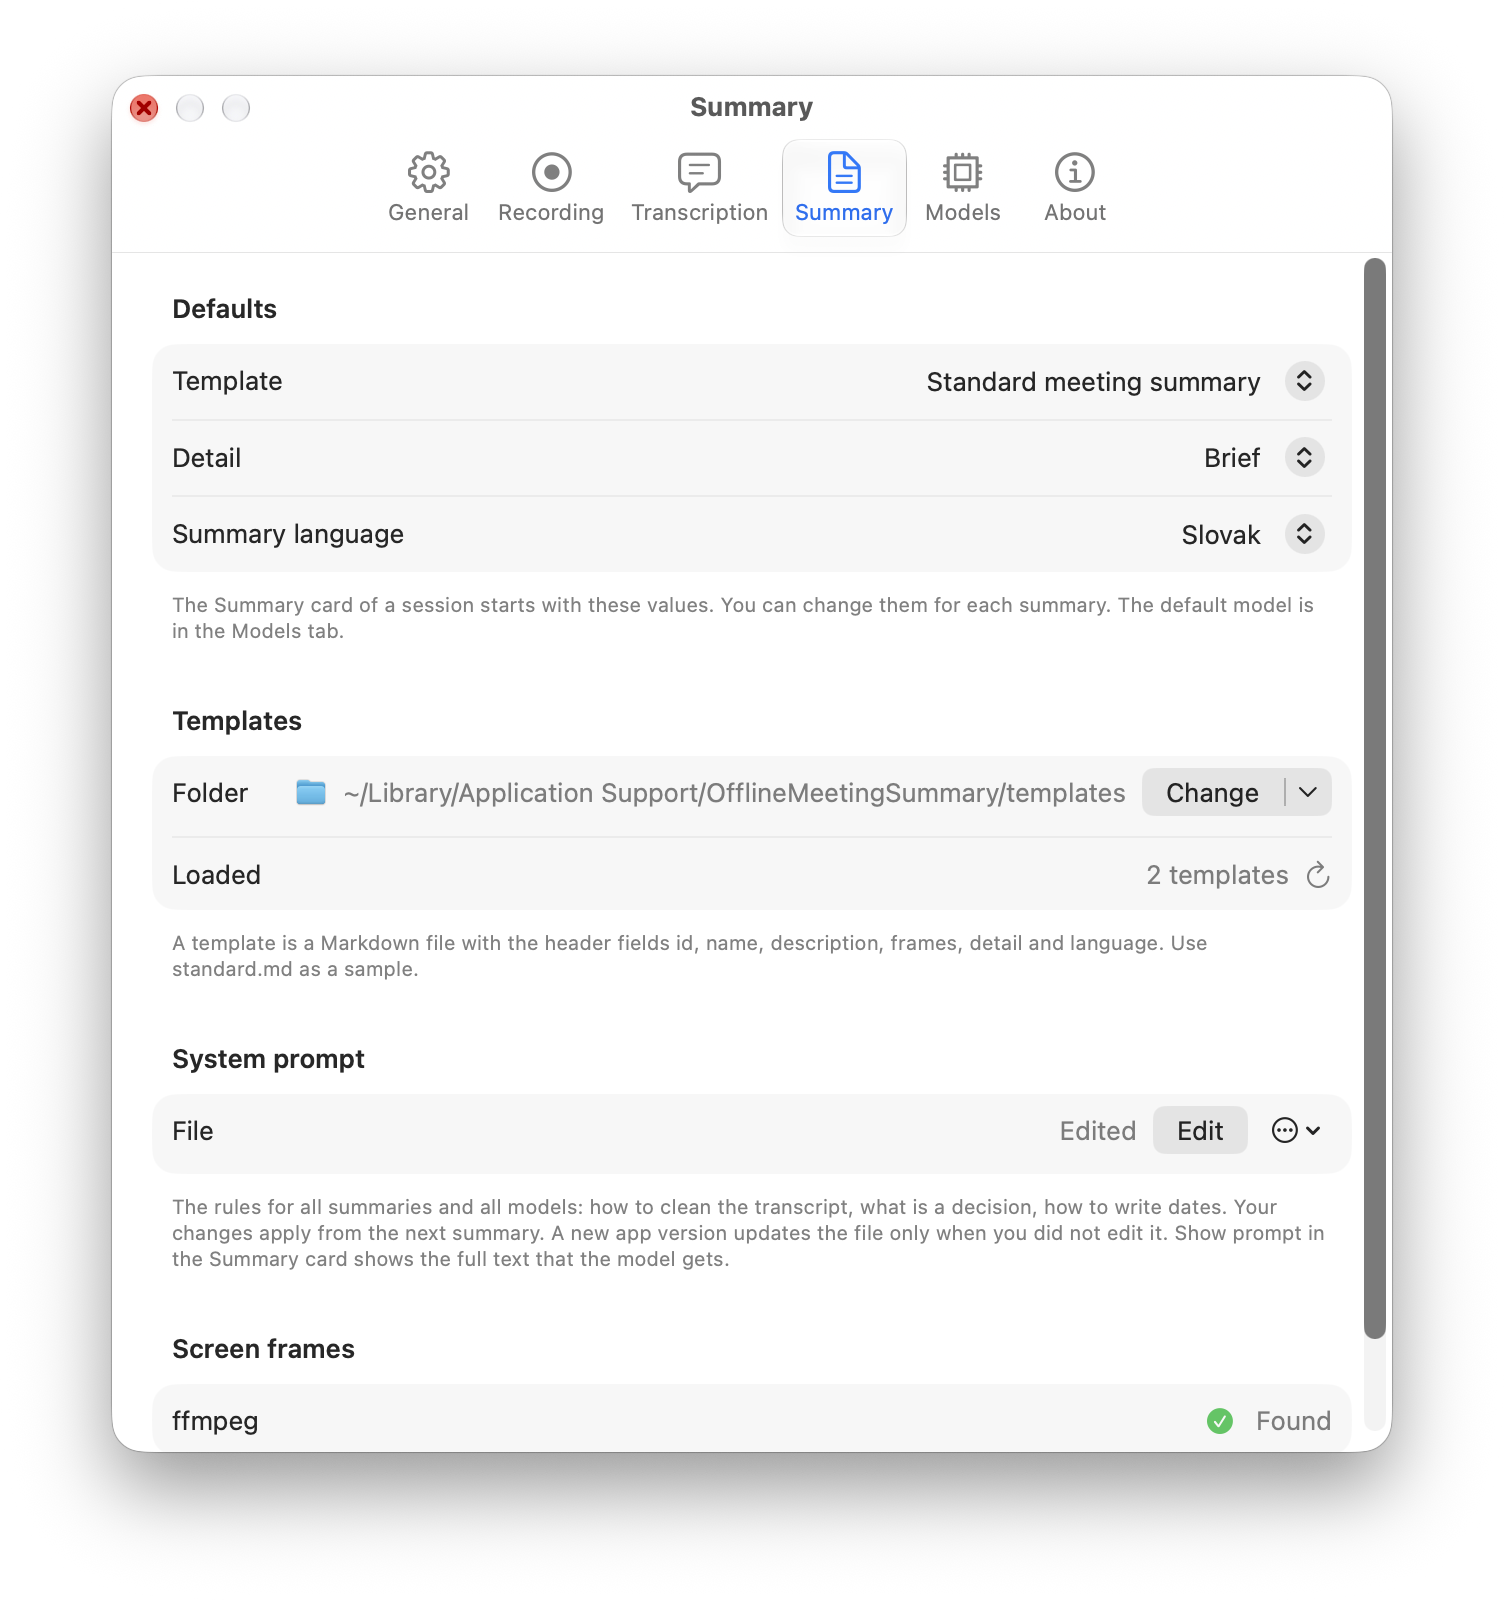 Summary
General
Recording
Transcription
Summary
Models
About
Defaults
Template
Standard meeting summary
Detail
Brief
Summary language
Slovak
The Summary card of a session starts with these values. You can change them for each summary. The default model is
in the Models tab.
Templates
Folder
~/Library/Application Support/OfflineMeetingSummary/templates
Change
Loaded
2 templates
A template is a Markdown file with the header fields id, name, description, frames, detail and language. Use
standard.md as a sample.
System prompt
File
Edited
Edit
The rules for all summaries and all models: how to clean the transcript, what is a decision, how to write dates. Your
changes apply from the next summary. A new app version updates the file only when you did not edit it. Show prompt in
the Summary card shows the full text that the model gets.
Screen frames
ffmpeg
Found